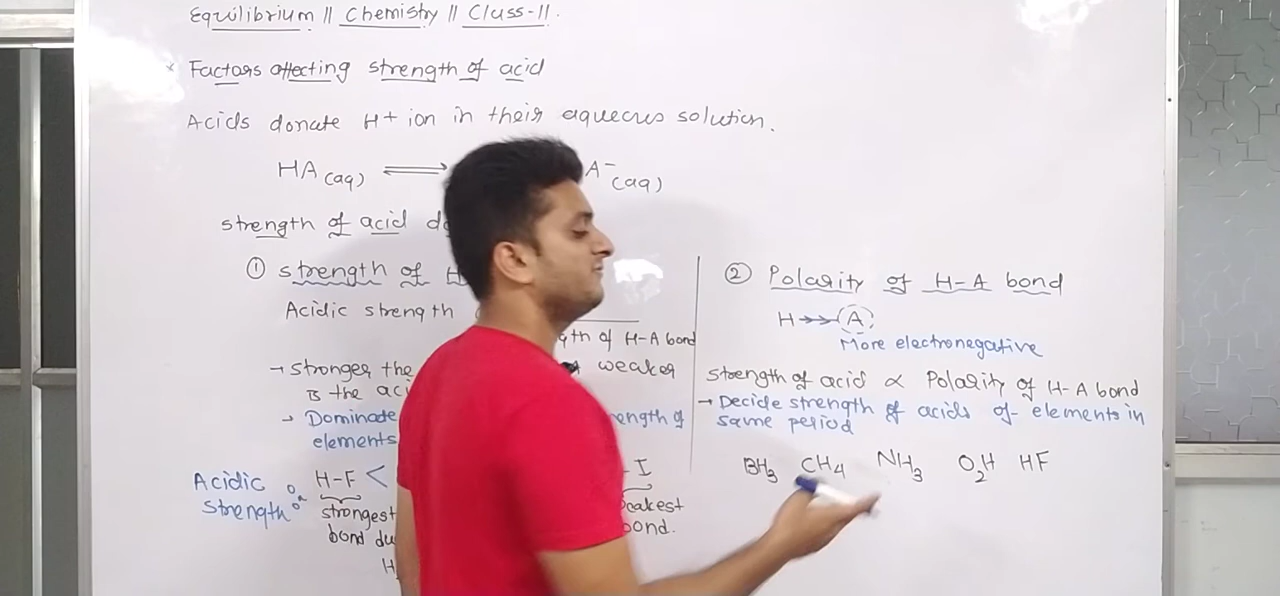 Equilibrium || Chemistry || Class-11.
* Factors affecting strength of acid
Acids donate H+ ion in their aqueous solution.
HA (aq) ⇌ A⁻ (aq)
strength of acid
① strength of
Acidic strength
of H-A bond
→ stronger the weaker
is the
→ Dominate strength of
elements
Acidic H-F < -I
Strength : strongest weakest
bond bond.
② Polarity of H-A bond
H→→(A)
More electronegative
Strength of acid ∝ Polarity of H-A bond
→ Decide strength of acids of elements in
same period
BH₃ CH₄ NH₃ O₂H HF